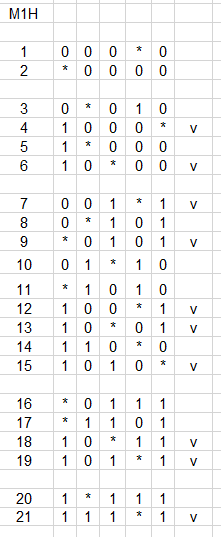 M1H
1 0 0 0 * 0
2 * 0 0 0 0
3 0 * 0 1 0
4 1 0 0 0 * v
5 1 * 0 0 0
6 1 0 * 0 0 v
7 0 0 1 * 1 v
8 0 * 1 0 1
9 * 0 1 0 1 v
10 0 1 * 1 0
11 * 1 0 1 0
12 1 0 0 * 1 v
13 1 0 * 0 1 v
14 1 1 0 * 0
15 1 0 1 0 * v
16 * 0 1 1 1
17 * 1 1 0 1
18 1 0 * 1 1 v
19 1 0 1 * 1 v
20 1 * 1 1 1
21 1 1 1 * 1 v